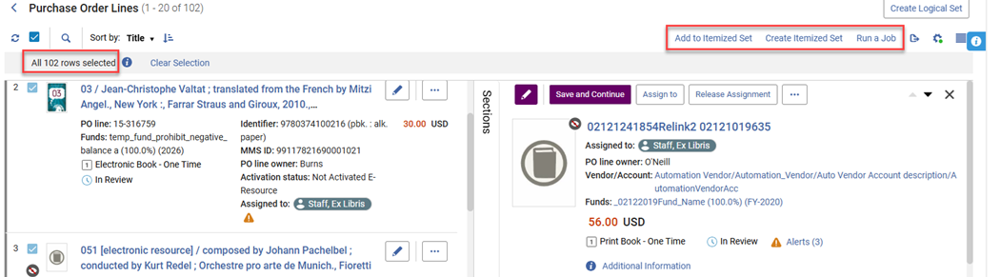 Purchase Order Lines (1 - 20 of 102)
Create Logical Set
Sort by: Title
Add to Itemized Set Create Itemized Set Run a Job
All 102 rows selected Clear Selection
2
03 / Jean-Christophe Valtat ; translated from the French by Mitzi
Angel., New York :, Farrar Straus and Giroux, 2010.,...
PO line: 15-316759
Funds: temp_fund_prohibit_negative_
balance a (100.0%) (2026)
1 Electronic Book - One Time
In Review
Identifier: 9780374100216 (pbk. : alk.
paper)
MMS ID: 99117821690001021
PO line owner: Burns
Activation status: Not Activated E-
Resource
Assigned to: Staff, Ex Libris
30.00 USD
3
051 [electronic resource] / composed by Johann Pachelbel ;
conducted by Kurt Redel ; Orchestre pro arte de Munich., Fioretti
Sections
Save and Continue Assign to Release Assignment
02121241854Relink2 02121019635
Assigned to: Staff, Ex Libris
PO line owner: O'Neill
Vendor/Account: Automation Vendor/Automation_Vendor/Auto Vendor Account description/A
utomationVendorAcc
Funds: _02122019Fund_Name (100.0%) (FY-2020)
56.00 USD
1 Print Book - One Time In Review Alerts (3)
Additional Information